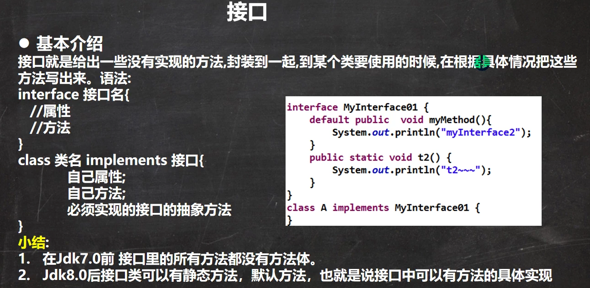 接口
● 基本介绍
接口就是给出一些没有实现的方法,封装到一起,到某个类要使用的时候,在根据具体情况把这些
方法写出来。语法:
interface 接口名{
//属性
//方法
}
class 类名 implements 接口{
自己属性;
自己方法;
必须实现的接口的抽象方法
}
小结:
1. 在Jdk7.0前 接口里的所有方法都没有方法体。
2. Jdk8.0后接口类可以有静态方法，默认方法，也就是说接口中可以有方法的具体实现
interface MyInterface01 {
default public  void myMethod(){
System.out.println("myInterface2");
}
public static void t2() {
System.out.println("t2~~~");
}
}
class A implements MyInterface01 {
}